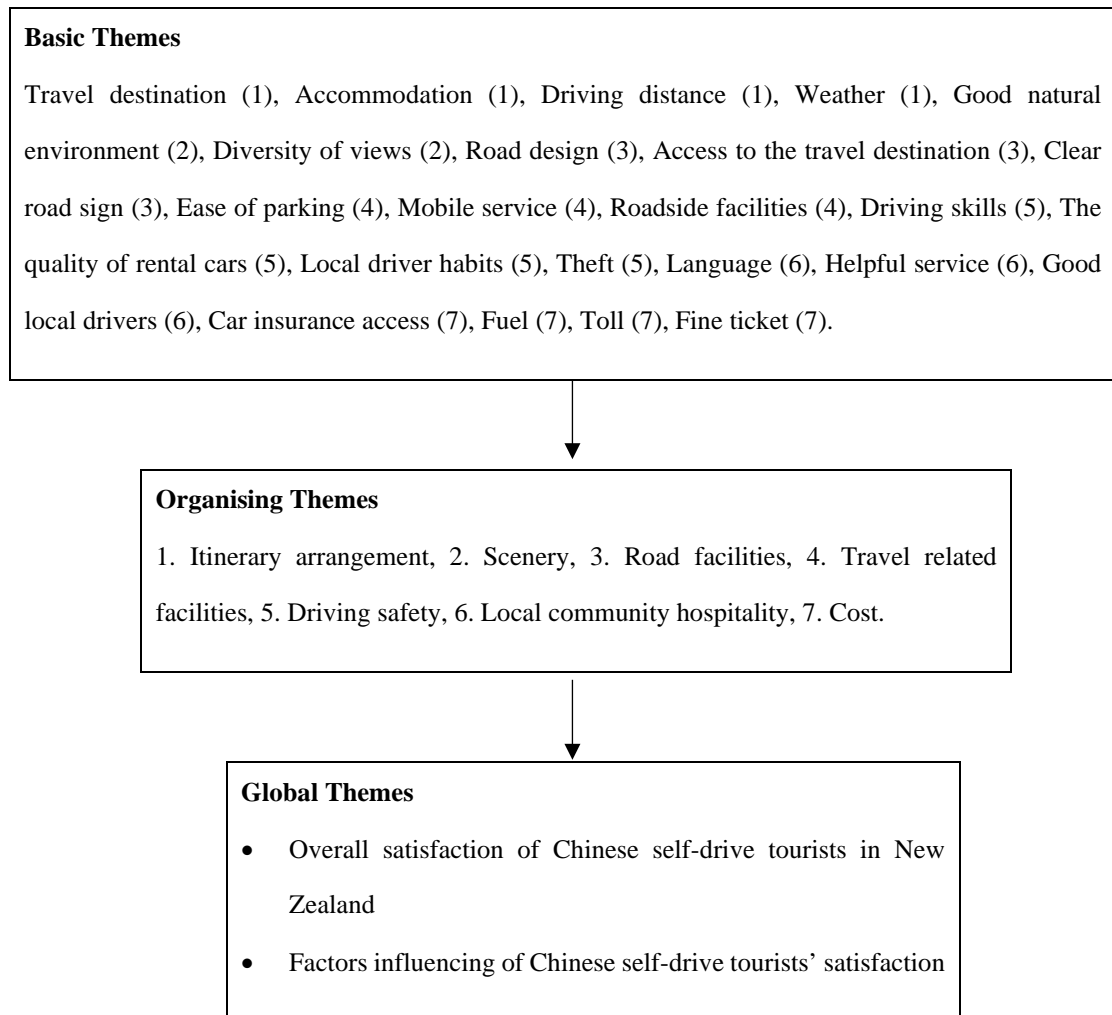 Basic Themes
Travel destination (1), Accommodation (1), Driving distance (1), Weather (1), Good natural
environment (2), Diversity of views (2), Road design (3), Access to the travel destination (3), Clear
road sign (3), Ease of parking (4), Mobile service (4), Roadside facilities (4), Driving skills (5), The
quality of rental cars (5), Local driver habits (5), Theft (5), Language (6), Helpful service (6), Good
local drivers (6), Car insurance access (7), Fuel (7), Toll (7), Fine ticket (7).
Organising Themes
1. Itinerary arrangement, 2. Scenery, 3. Road facilities, 4. Travel related
facilities, 5. Driving safety, 6. Local community hospitality, 7. Cost.
Global Themes
• Overall satisfaction of Chinese self-drive tourists in New
Zealand
• Factors influencing of Chinese self-drive tourists’ satisfaction